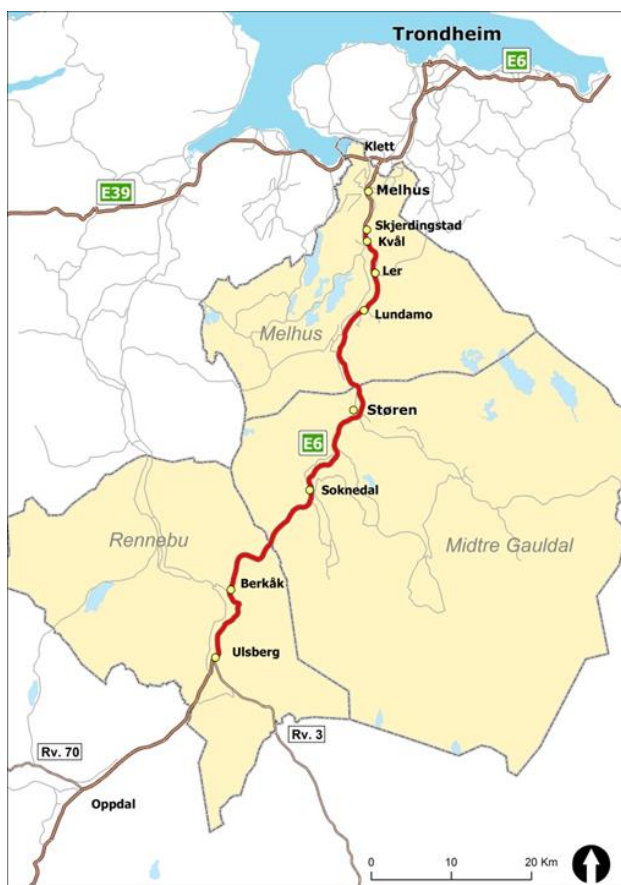 Trondheim
E6
Klett
E39
Melhus
Skjerdingstad
Kvål
Ler
Lundamo
Melhus
Støren
E6
Soknedal
Rennebu
Midtre Gauldal
Berkåk
Ulsberg
Rv. 3
Rv. 70
Oppdal
0 10 20 Km